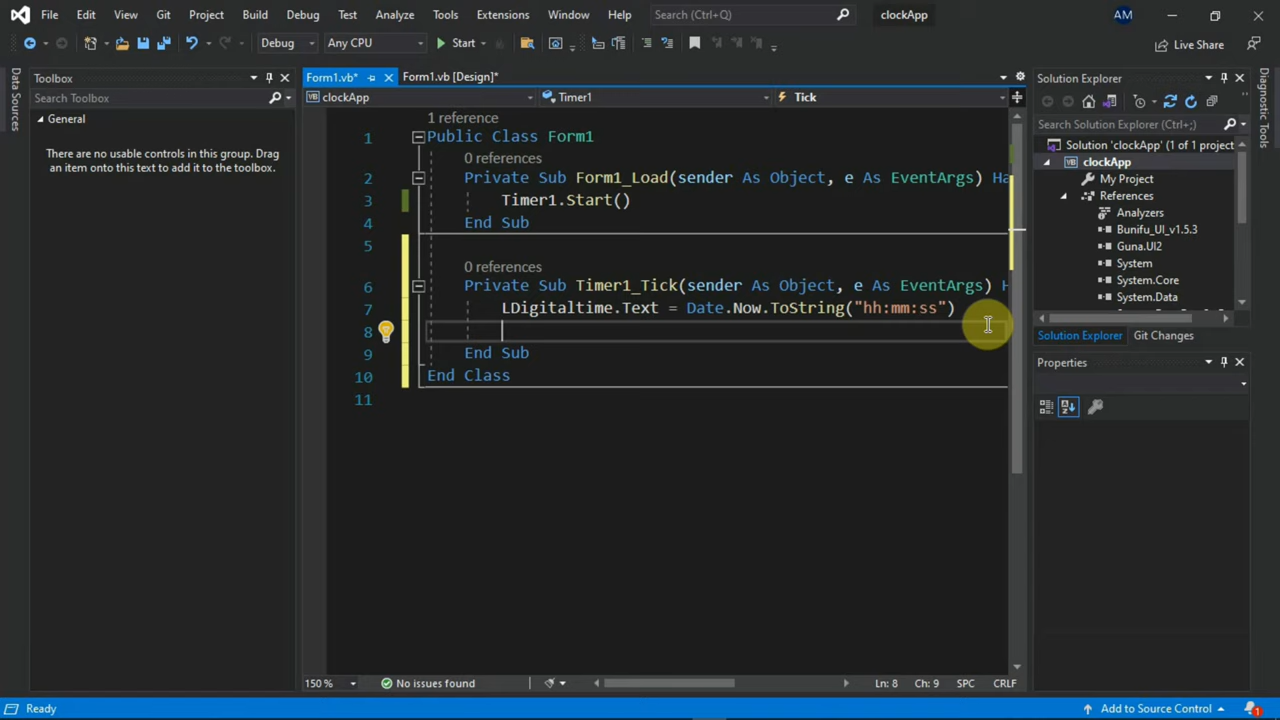 File Edit View Git Project Build Debug Test Analyze Tools Extensions Window Help Search (Ctrl+Q) clockApp AM
Debug Any CPU Start Live Share
Data Sources
Toolbox
Search Toolbox
General
There are no usable controls in this group. Drag
an item onto this text to add it to the toolbox.
Form1.vb* Form1.vb [Design]*
clockApp Timer1 Tick
1 reference
1 Public Class Form1
0 references
2 Private Sub Form1_Load(sender As Object, e As EventArgs) Ha
3 Timer1.Start()
4 End Sub
5
0 references
6 Private Sub Timer1_Tick(sender As Object, e As EventArgs) H
7 LDigitaltime.Text = Date.Now.ToString("hh:mm:ss")
8
9 End Sub
10 End Class
11
150 % No issues found Ln: 8 Ch: 9 SPC CRLF
Solution Explorer
Search Solution Explorer (Ctrl+;)
Solution 'clockApp' (1 of 1 project
VB clockApp
My Project
References
Analyzers
Bunifu_UI_v1.5.3
Guna.UI2
System
System.Core
System.Data
Solution Explorer Git Changes
Properties
Diagnostic Tools
Ready Add to Source Control 1